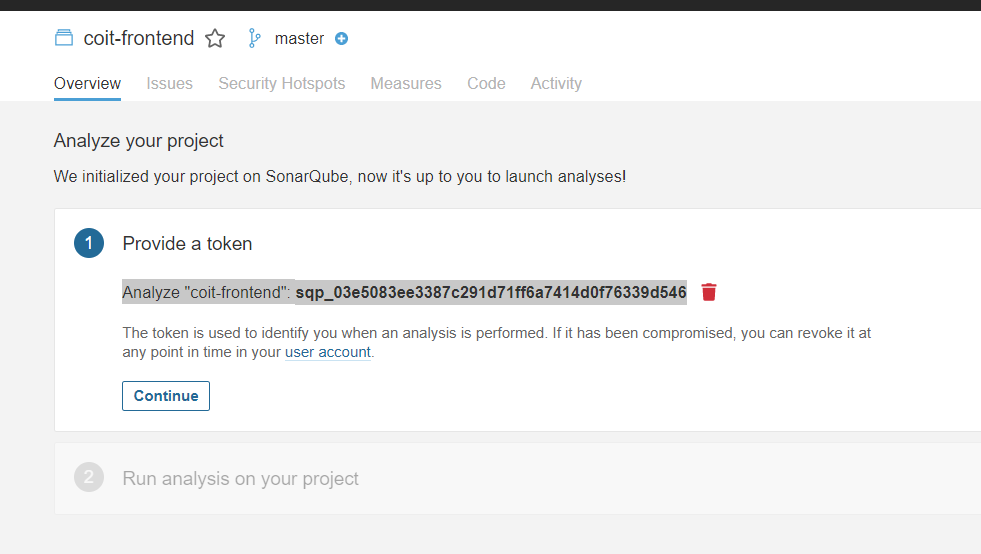 coit-frontend master
Overview Issues Security Hotspots Measures Code Activity
Analyze your project
We initialized your project on SonarQube, now it's up to you to launch analyses!
1 Provide a token
Analyze "coit-frontend": sqp_03e5083ee3387c291d71ff6a7414d0f76339d546
The token is used to identify you when an analysis is performed. If it has been compromised, you can revoke it at
any point in time in your user account.
Continue
2 Run analysis on your project